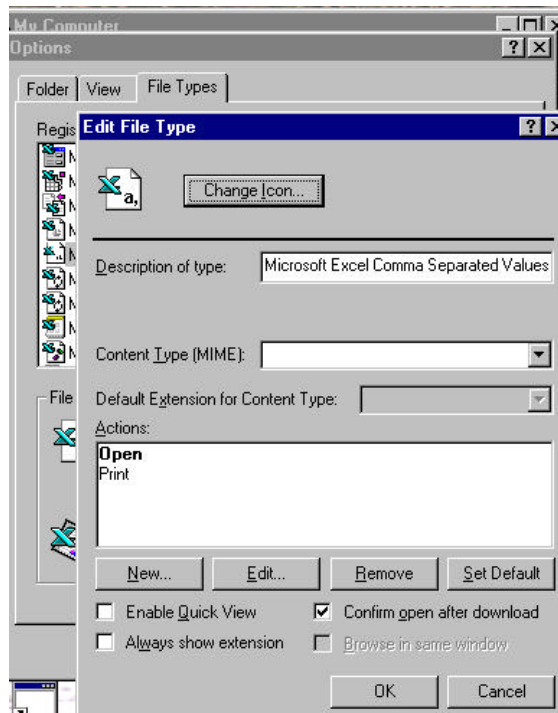 My Computer
Options
Folder View File Types
Regis
Edit File Type
a,
Change Icon...
Description of type: Microsoft Excel Comma Separated Values
Content Type (MIME):
File Default Extension for Content Type:
Actions:
Open
Print
New... Edit... Remove Set Default
Enable Quick View Confirm open after download
Always show extension Browse in same window
OK Cancel